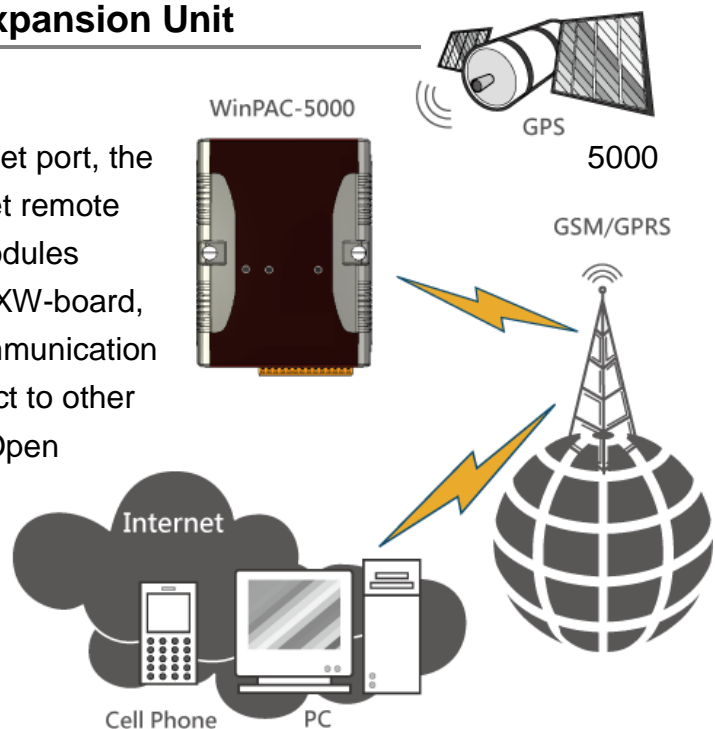 xpansion Unit
WinPAC-5000
GPS
et port, the
5000
et remote
odules
XW-board,
mmunication
ct to other
Open
GSM/GPRS
Internet
Cell Phone
PC